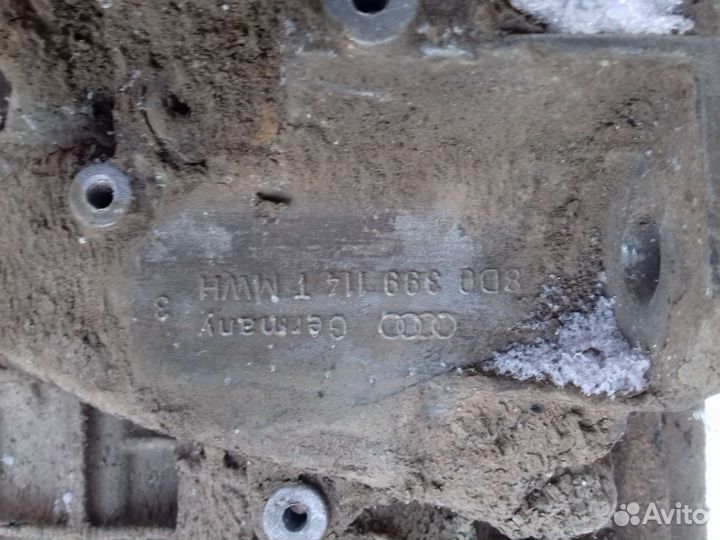 8D0 399 114 T MWH
Germany 3
Avito